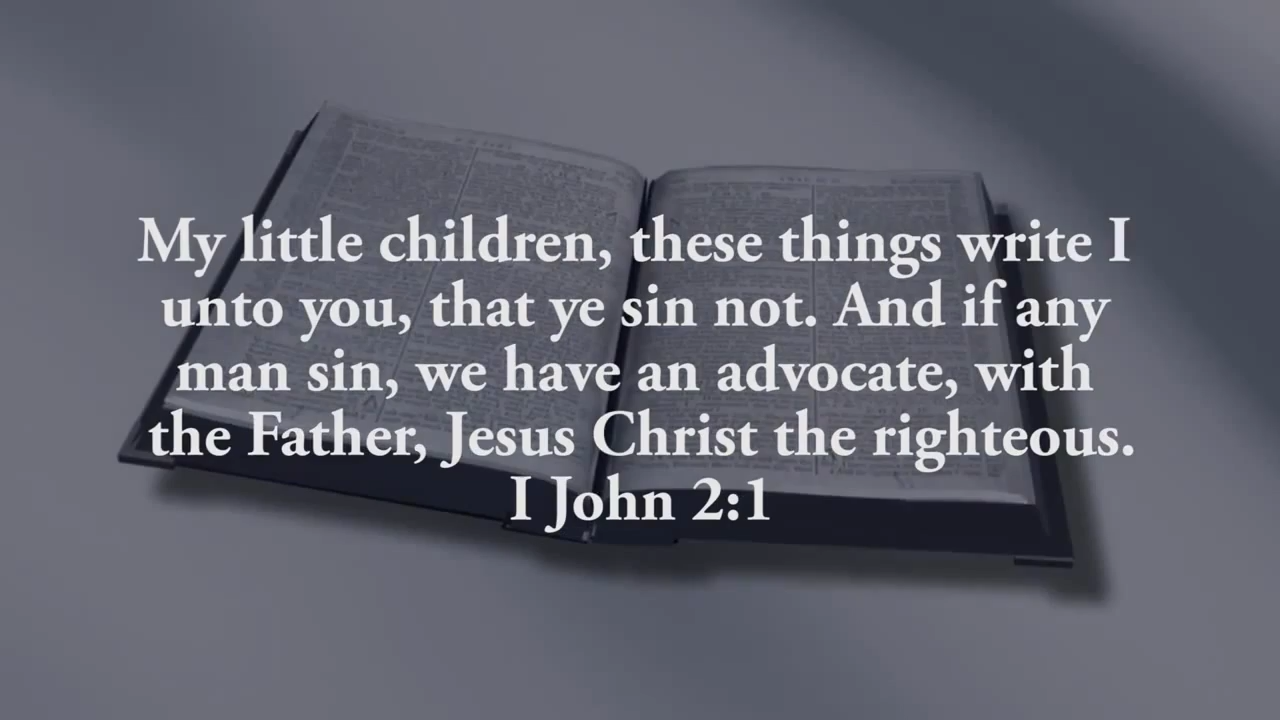 My little children, these things write I
unto you, that ye sin not. And if any
man sin, we have an advocate, with
the Father, Jesus Christ the righteous.
I John 2:1